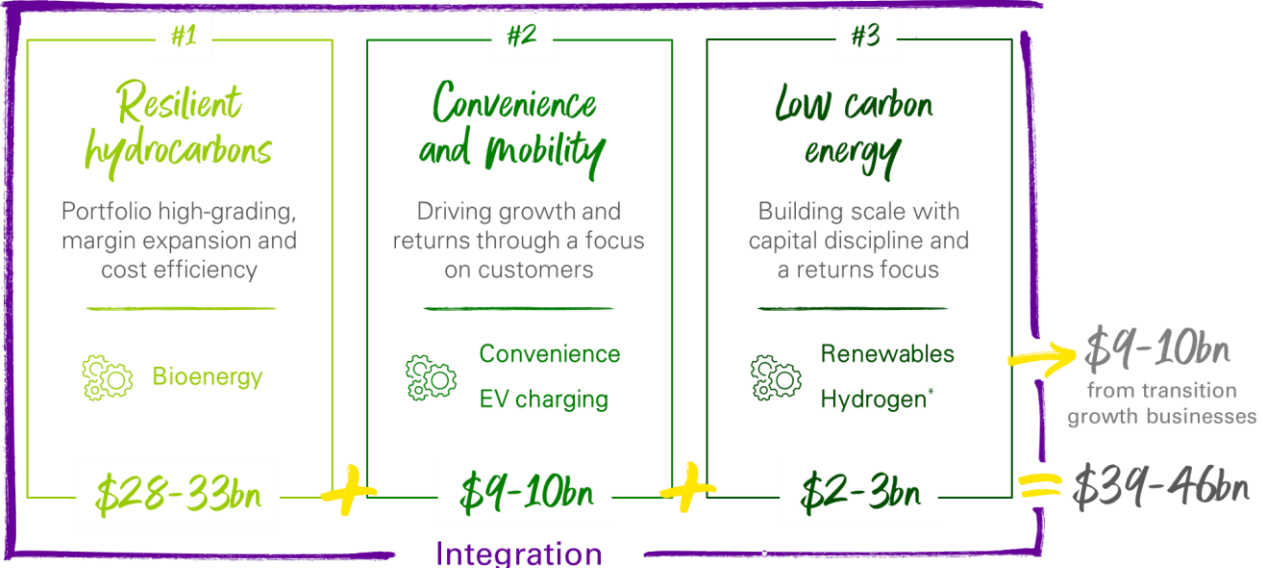 #1
Resilient
hydrocarbons
Portfolio high-grading,
margin expansion and
cost efficiency
Bioenergy
$28-33bn
#2
Convenience
and mobility
Driving growth and
returns through a focus
on customers
Convenience
EV charging
$9-10bn
#3
Low carbon
energy
Building scale with
capital discipline and
a returns focus
Renewables
Hydrogen*
$2-3bn
$9-10bn
from transition
growth businesses
+
+
=
$39-46bn
Integration